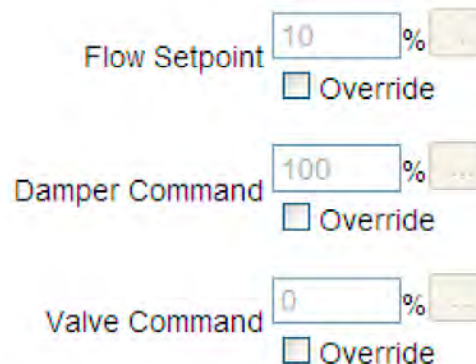 Flow Setpoint 10 % ...
Override
Damper Command 100 % ...
Override
Valve Command 0 % ...
Override